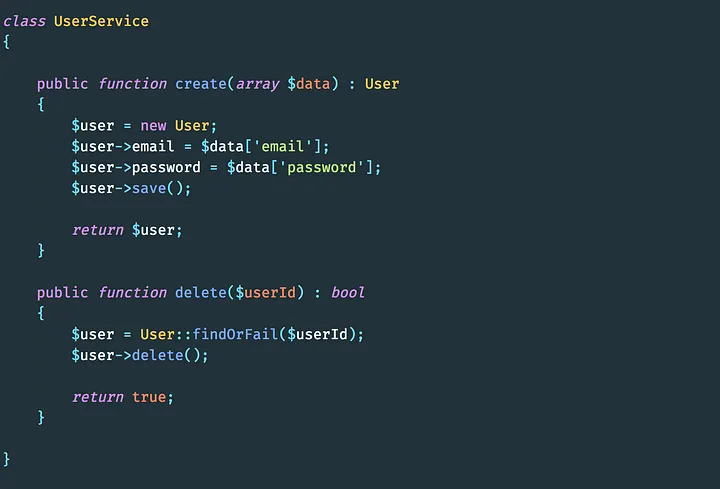 class UserService
{
    public function create(array $data) : User
    {
        $user = new User;
        $user->email = $data['email'];
        $user->password = $data['password'];
        $user->save();
        return $user;
    }
    public function delete($userId) : bool
    {
        $user = User::findOrFail($userId);
        $user->delete();
        return true;
    }
}